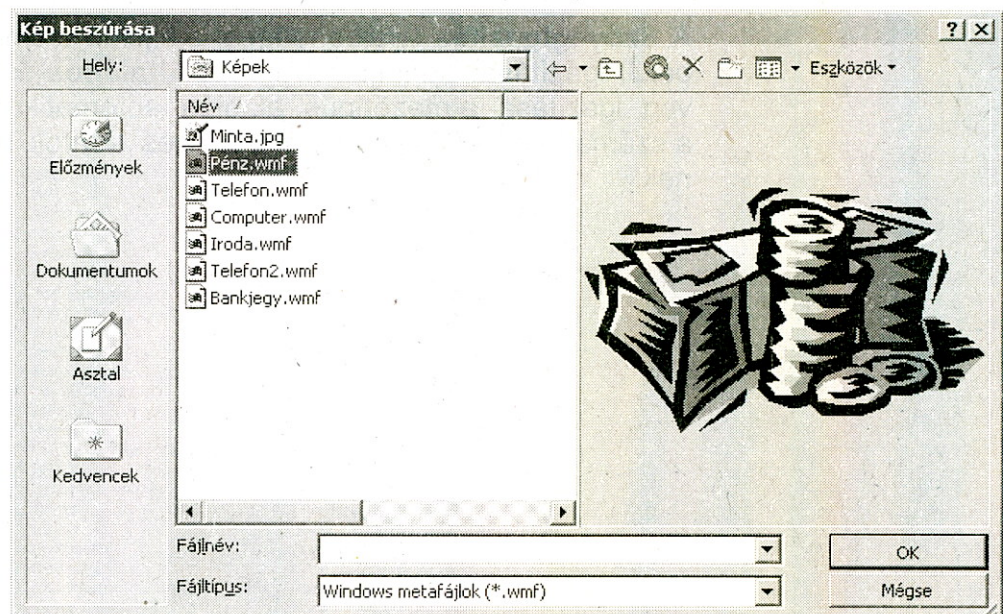 Kép beszúrása
Hely:
Képek
Eszközök
Név
Előzmények
Dokumentumok
Asztal
Kedvencek
Minta.jpg
Pénz.wmf
Telefon.wmf
Computer.wmf
Iroda.wmf
Telefon2.wmf
Bankjegy.wmf
Fájlnév:
OK
Fájltípus:
Windows metafájlok (*.wmf)
Mégse